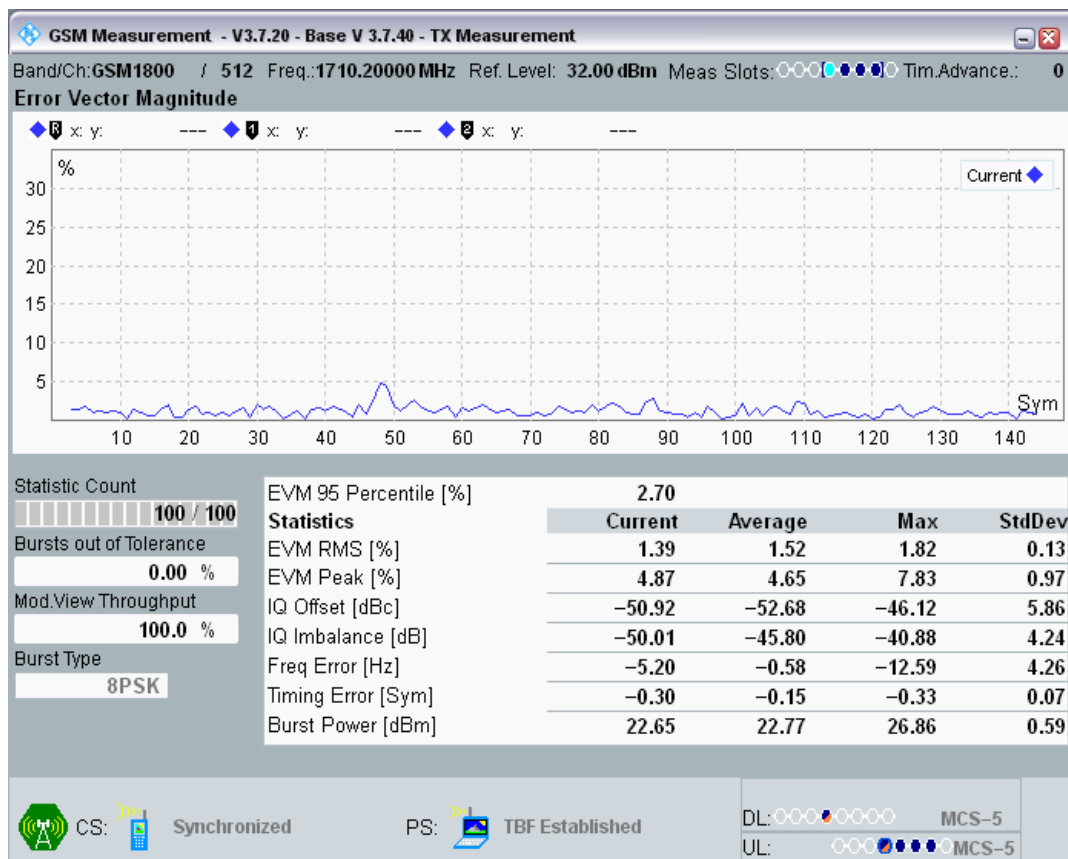 GSM Measurement - V3.7.20 - Base V 3.7.40 - TX Measurement
Band/Ch:GSM1800 / 512 Freq.:1710.20000 MHz Ref. Level: 32.00 dBm Meas Slots: Tim.Advance.: 0
Error Vector Magnitude
R x: y: --- 1 x: y: --- 2 x: y: ---
%
Current
30
25
20
15
10
5
Sym
10 20 30 40 50 60 70 80 90 100 110 120 130 140
Statistic Count
100 / 100
Bursts out of Tolerance
0.00 %
Mod.View Throughput
100.0 %
Burst Type
8PSK
EVM 95 Percentile [%] 2.70
Statistics Current Average Max StdDev
EVM RMS [%] 1.39 1.52 1.82 0.13
EVM Peak [%] 4.87 4.65 7.83 0.97
IQ Offset [dBc] −50.92 −52.68 −46.12 5.86
IQ Imbalance [dB] −50.01 −45.80 −40.88 4.24
Freq Error [Hz] −5.20 −0.58 −12.59 4.26
Timing Error [Sym] −0.30 −0.15 −0.33 0.07
Burst Power [dBm] 22.65 22.77 26.86 0.59
CS: Synchronized PS: TBF Established
DL: MCS−5
UL: MCS−5